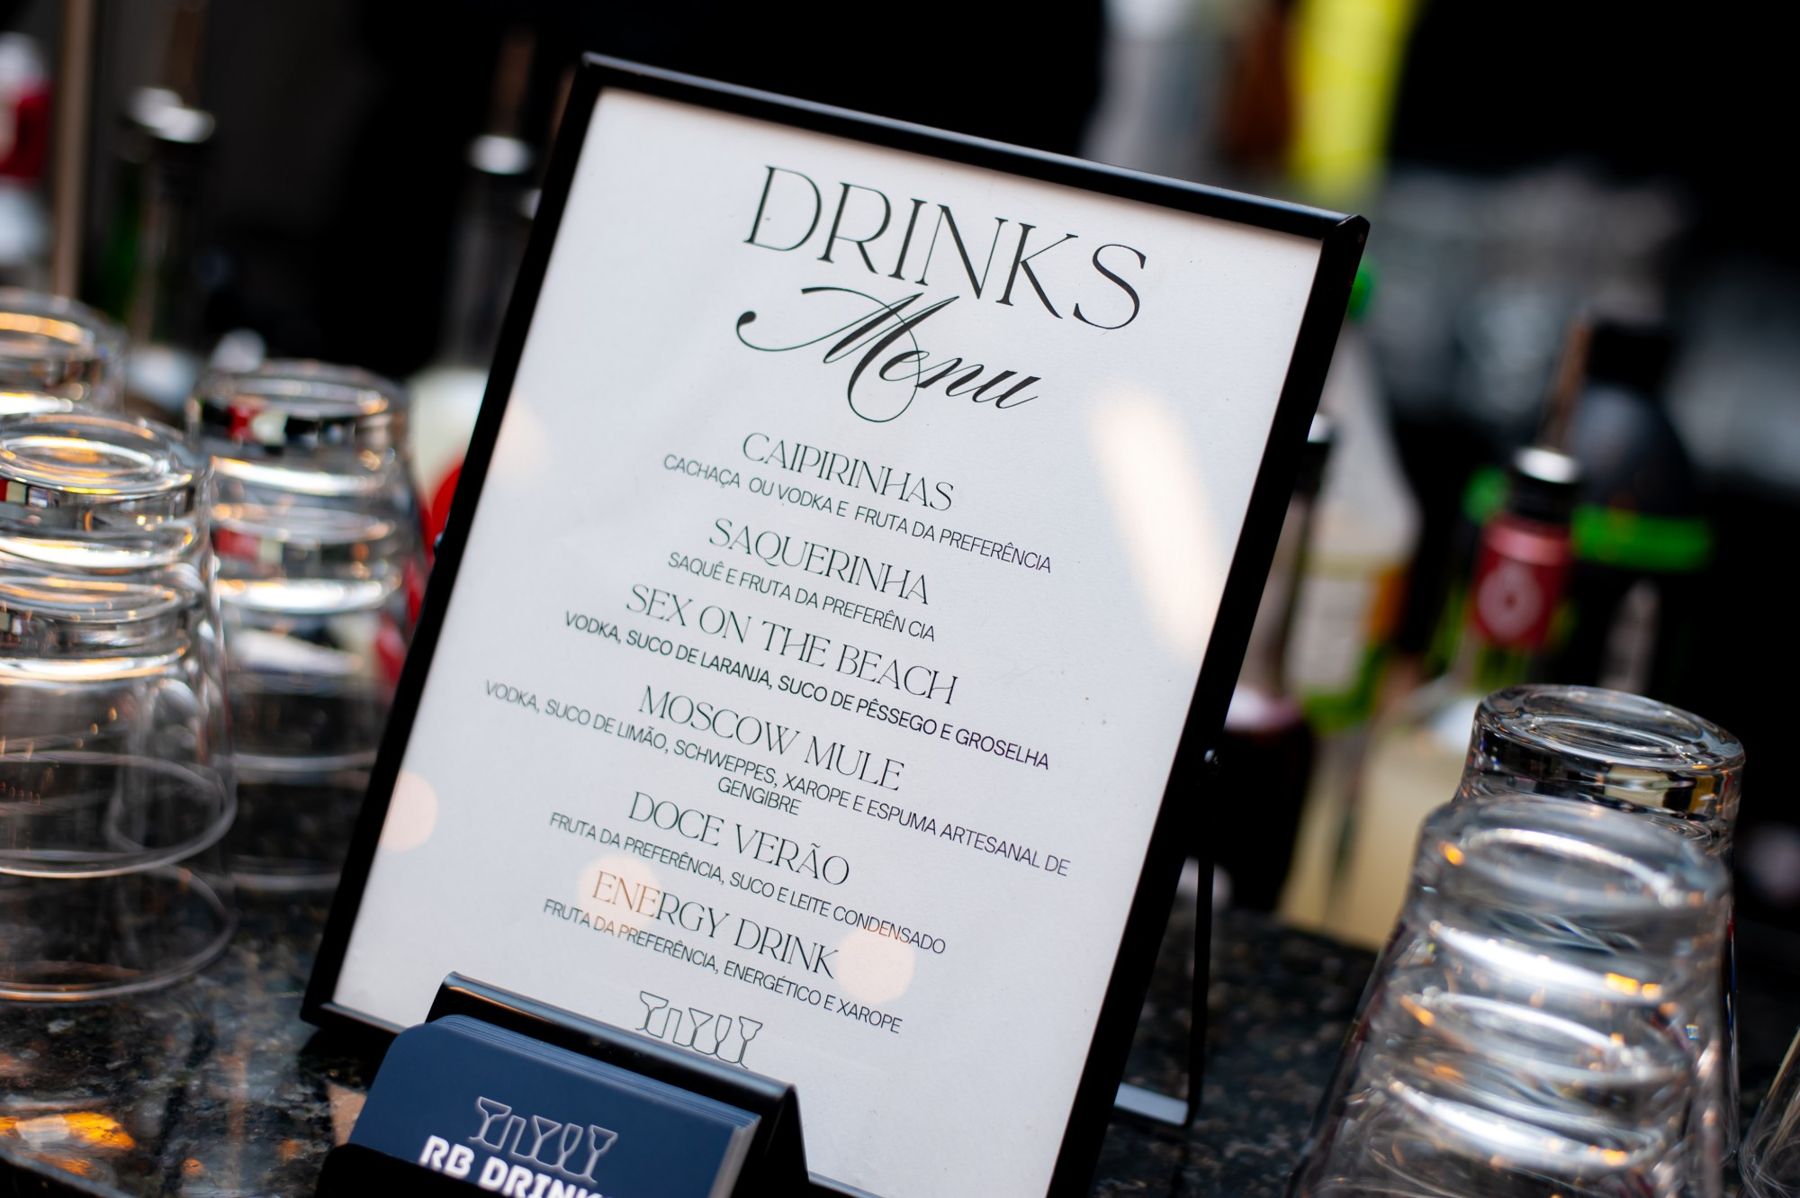 DRINKS
Menu
CAIPIRINHAS
CACHAÇA OU VODKA E FRUTA DA PREFERÊNCIA
SAQUERINHA
SAQUÊ E FRUTA DA PREFERÊN CIA
SEX ON THE BEACH
VODKA, SUCO DE LARANJA, SUCO DE PÊSSEGO E GROSELHA
MOSCOW MULE
VODKA, SUCO DE LIMÃO, SCHWEPPES, XAROPE E ESPUMA ARTESANAL DE
GENGIBRE
DOCE VERÃO
FRUTA DA PREFERÊNCIA, SUCO E LEITE CONDENSADO
ENERGY DRINK
FRUTA DA PREFERÊNCIA, ENERGÉTICO E XAROPE
RB